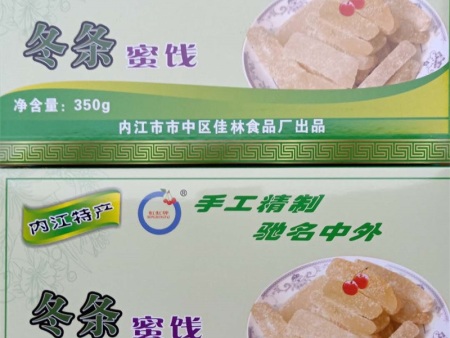 冬条 蜜饯
净含量：350g
内江市市中区佳林食品厂出品
内江特产
®
手工精制
驰名中外
冬条 蜜饯